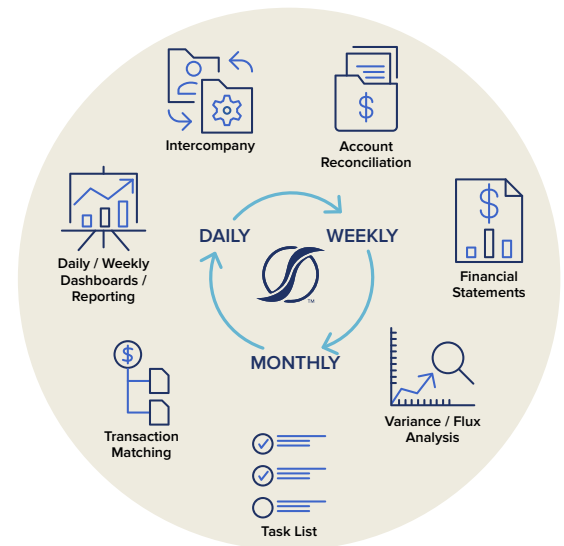 Intercompany
Account
Reconciliation
DAILY
WEEKLY
Daily / Weekly
Dashboards /
Reporting
Financial
Statements
TM
MONTHLY
Variance / Flux
Analysis
Transaction
Matching
Task List
$
$
$